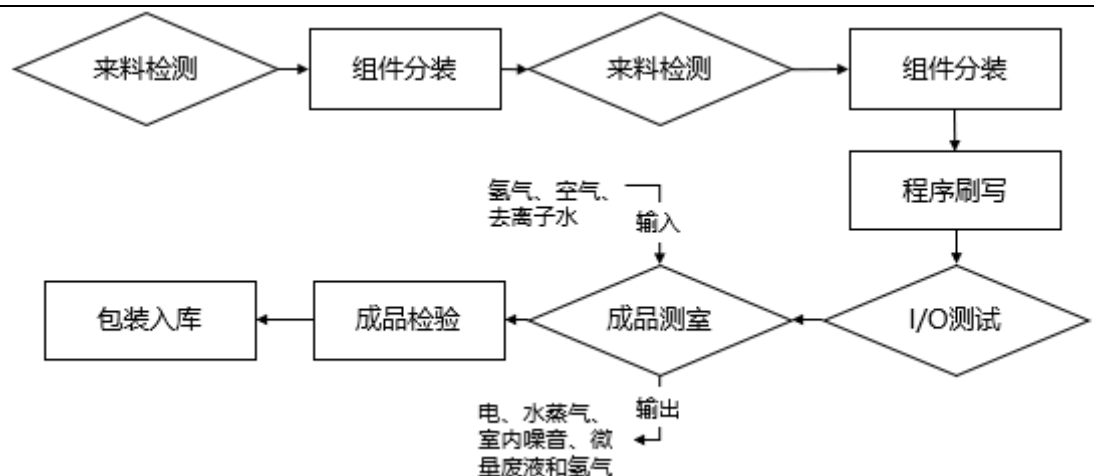 来料检测
组件分装
来料检测
组件分装
程序刷写
氢气、空气、
去离子水
输入
包装入库
成品检验
成品测室
I/O测试
电、水蒸气、
室内噪音、微
量废液和氢气
输出